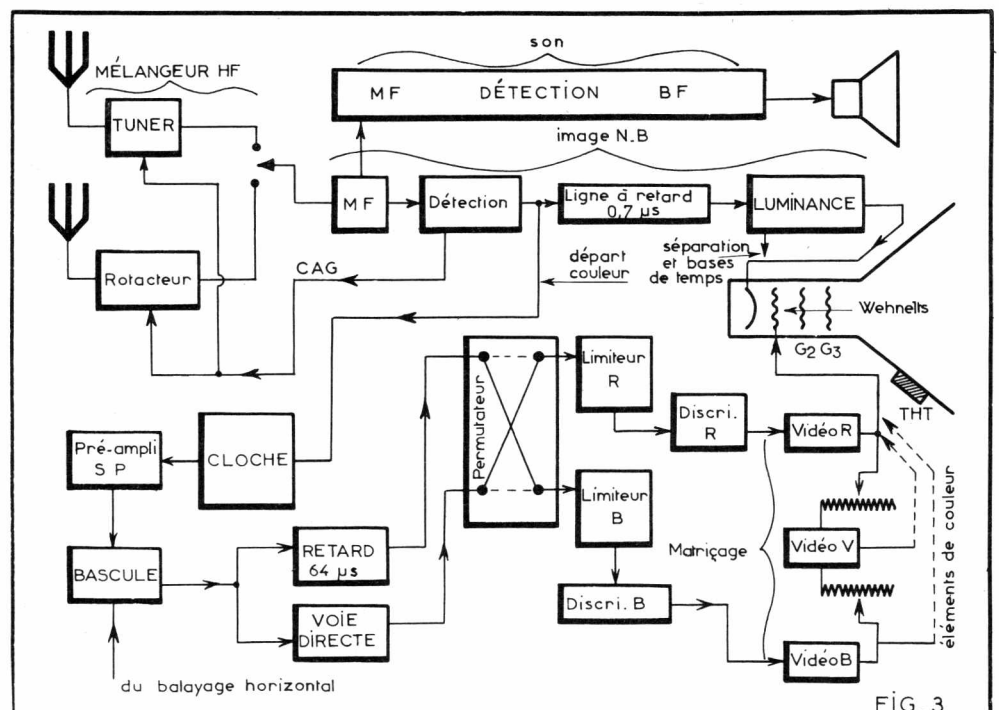 son
MÉLANGEUR HF
MF DÉTECTION BF
TUNER
image N.B
MF
Détection
Ligne à retard
0,7 µs
LUMINANCE
Rotacteur
CAG
départ
couleur
séparation
et bases
de temps
Wehnelts
G2 G3
THT
Permutateur
Limiteur
R
Discri.
R
Vidéo R
Pré-ampli
S P
CLOCHE
Limiteur
B
Matriçage
Vidéo V
éléments de couleur
BASCULE
RETARD
64 µs
Discri. B
VOIE
DIRECTE
Vidéo B
du balayage horizontal
FIG 3